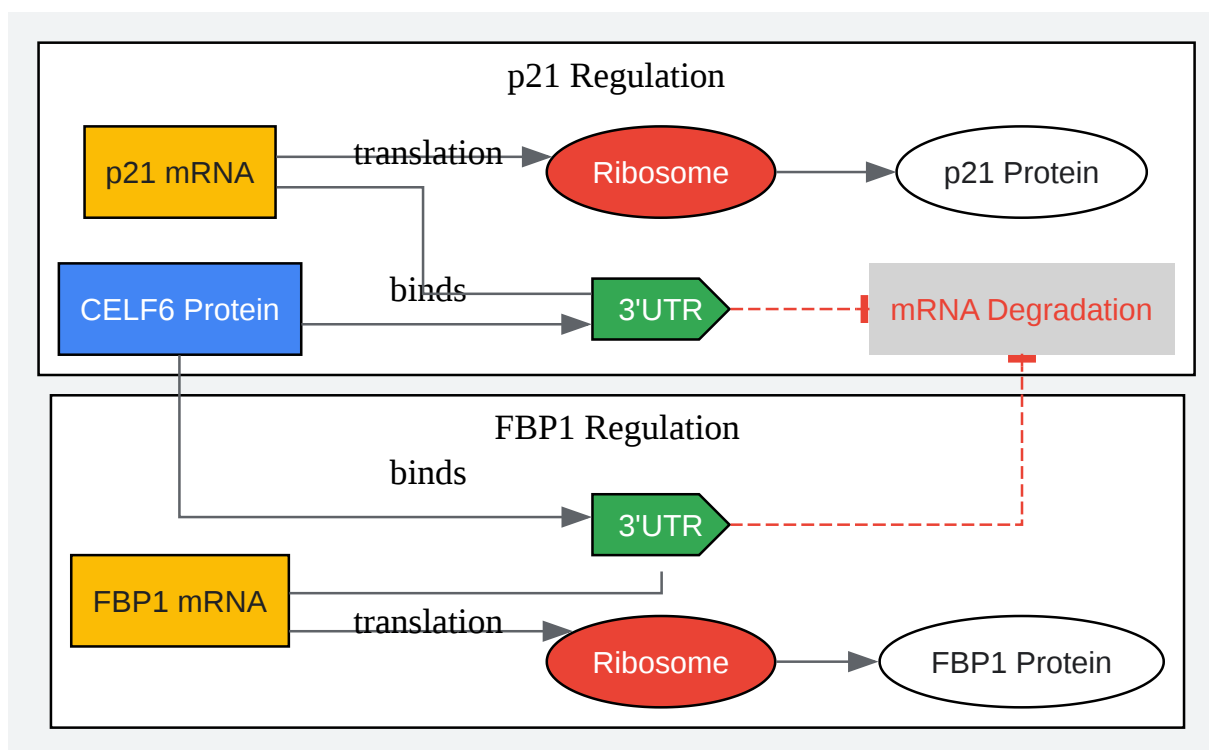 p21 Regulation
p21 mRNA
translation
Ribosome
p21 Protein
CELF6 Protein
binds
3'UTR
mRNA Degradation
FBP1 Regulation
binds
3'UTR
FBP1 mRNA
translation
Ribosome
FBP1 Protein